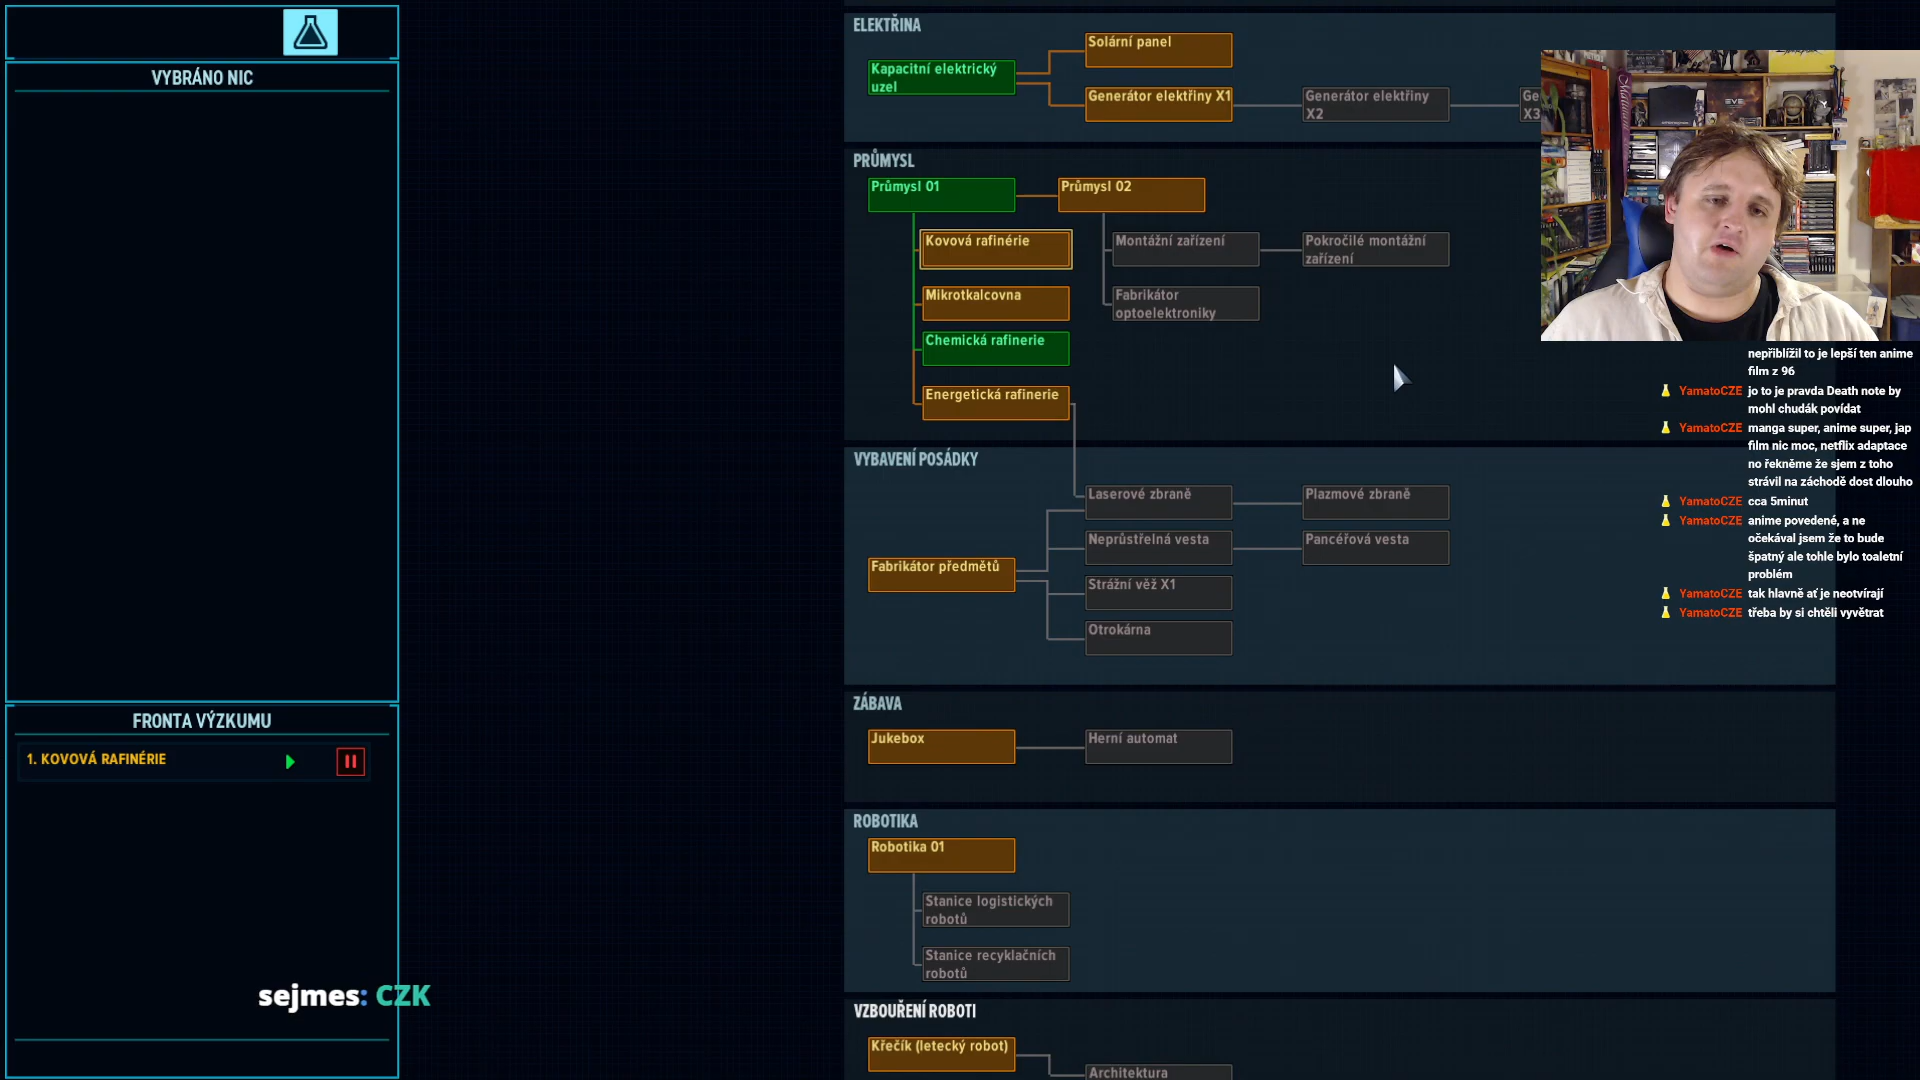 VYBRÁNO NIC
FRONTA VÝZKUMU
1. KOVOVÁ RAFINÉRIE
sejmes: CZK
ELEKTŘINA
Kapacitní elektrický
uzel
Solární panel
Generátor elektřiny X1
Generátor elektřiny
X2
Ge
X3
PRŮMYSL
Průmysl 01
Průmysl 02
Kovová rafinérie
Montážní zařízení
Pokročilé montážní
zařízení
Mikrotkalcovna
Fabrikátor
optoelektroniky
Chemická rafinerie
Energetická rafinerie
VYBAVENÍ POSÁDKY
Laserové zbraně
Plazmové zbraně
Neprůstřelná vesta
Pancéřová vesta
Fabrikátor předmětů
Strážní věž X1
Otrokárna
ZÁBAVA
Jukebox
Herní automat
ROBOTIKA
Robotika 01
Stanice logistických
robotů
Stanice recyklačních
robotů
VZBOUŘENÍ ROBOTI
Křečík (letecký robot)
Architektura
EVE
nepřiblížil to je lepší ten anime
film z 96
YamatoCZE jo to je pravda Death note by
mohl chudák povídat
YamatoCZE manga super, anime super, jap
film nic moc, netflix adaptace
no řekněme že sjem z toho
strávil na záchodě dost dlouho
YamatoCZE cca 5minut
YamatoCZE anime povedené, a ne
očekával jsem že to bude
špatný ale tohle bylo toaletní
problém
YamatoCZE tak hlavně ať je neotvírají
YamatoCZE třeba by si chtěli vyvětrat